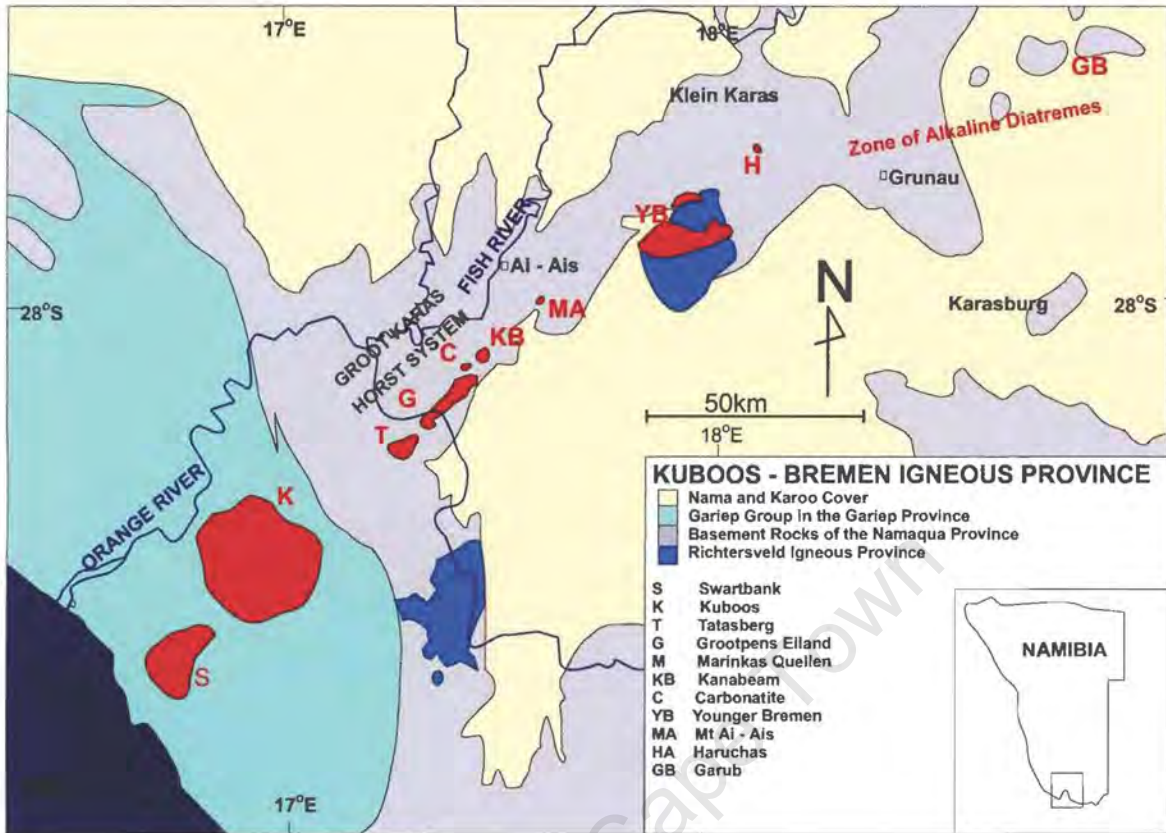 17°E
18°E
GB
Klein Karas
Zone of Alkaline Diatremes
H
Grunau
YB
FISH RIVER
Ai - Ais
N
28°S
MA
Karasburg
28°S
GROOT KARAS
HORST SYSTEM
KB
C
G
T
50km
18°E
K
ORANGE RIVER
S
17°E
KUBOOS - BREMEN IGNEOUS PROVINCE
Nama and Karoo Cover
Gariep Group in the Gariep Province
Basement Rocks of the Namaqua Province
Richtersveld Igneous Province
S Swartbank
K Kuboos
T Tatasberg
G Grootpens Eiland
M Marinkas Quellen
KB Kanabeam
C Carbonatite
YB Younger Bremen
MA Mt Ai - Ais
HA Haruchas
GB Garub
NAMIBIA
Cape Town